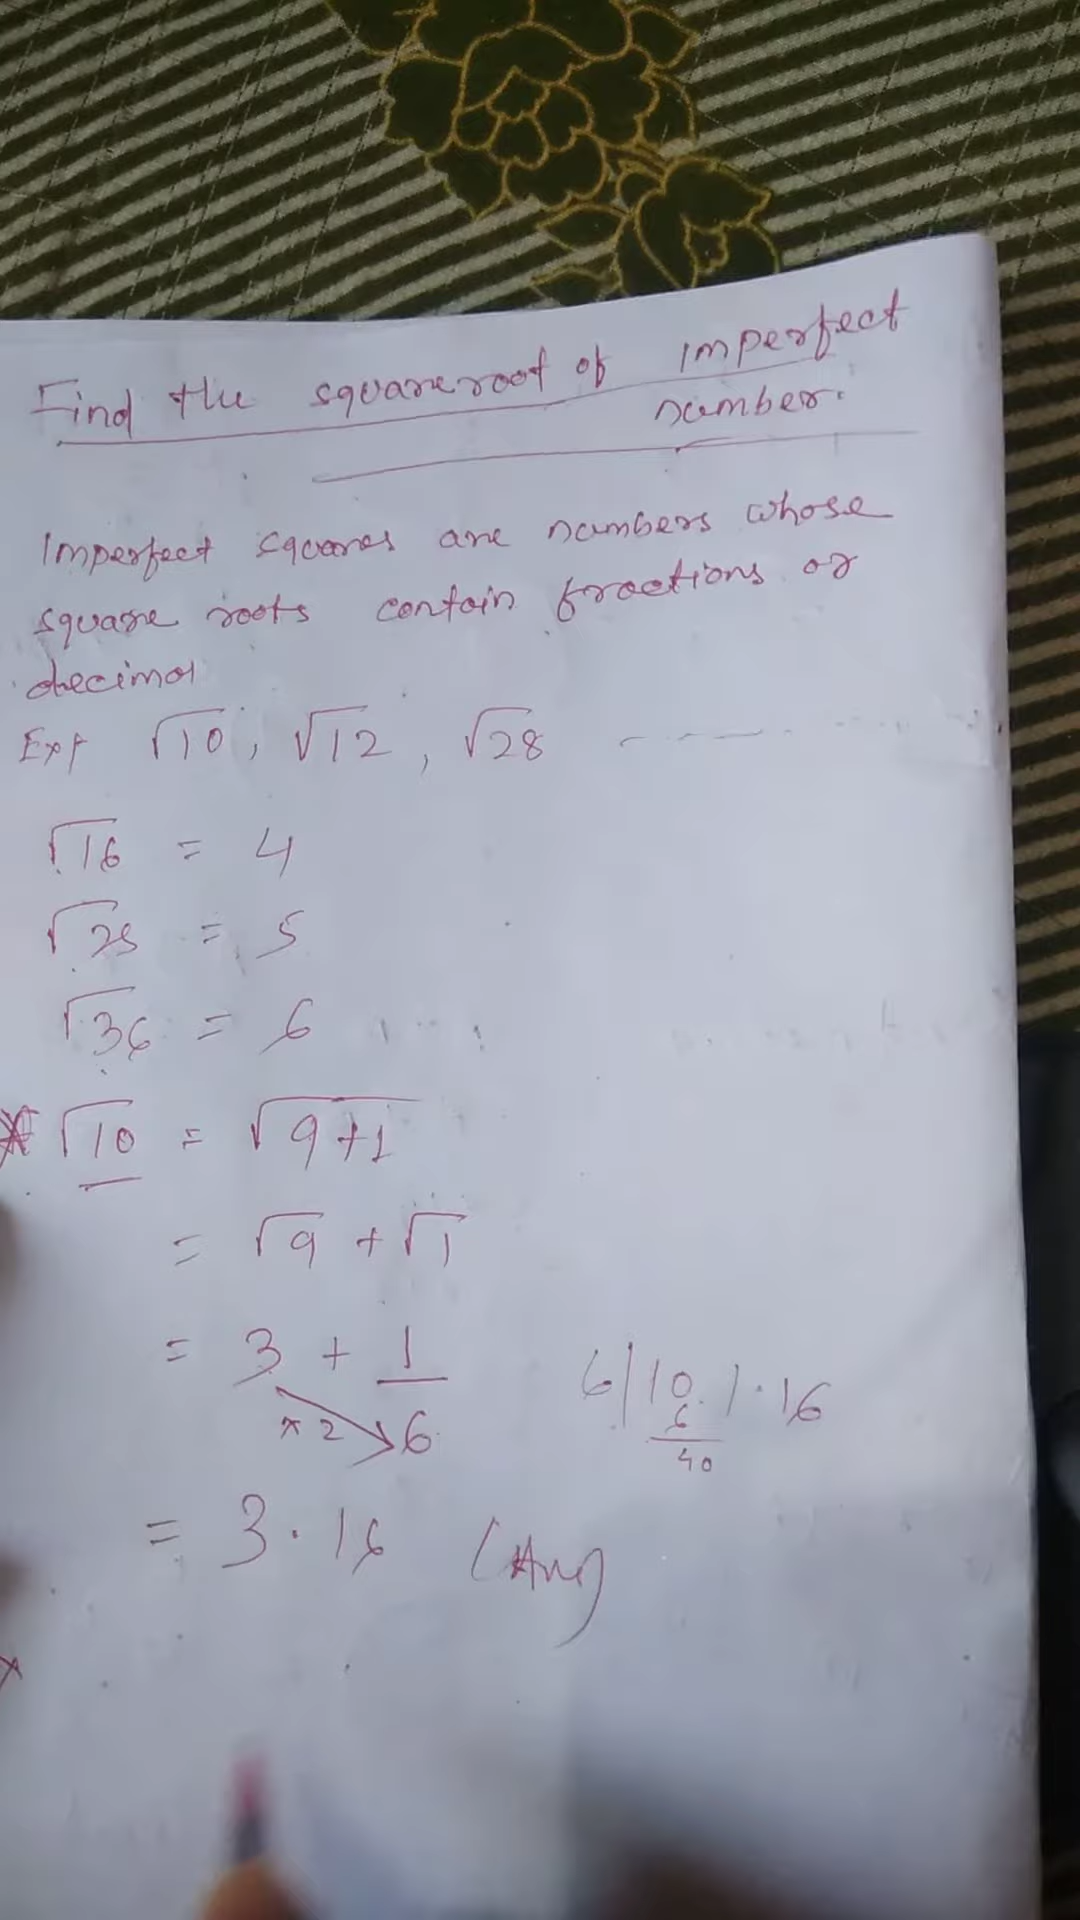 Find the squareroot of imperfect
number.
Imperfect squares are numbers whose
square roots contain fractions or
decimal
Exp √10, √12, √28 -----
√16 = 4
√25 = 5
√36 = 6
* √10 = √9+1
= √9 + √1
= 3 + 1/6
×2
6|10.|.16
6
40
= 3.16 (Ans)
×